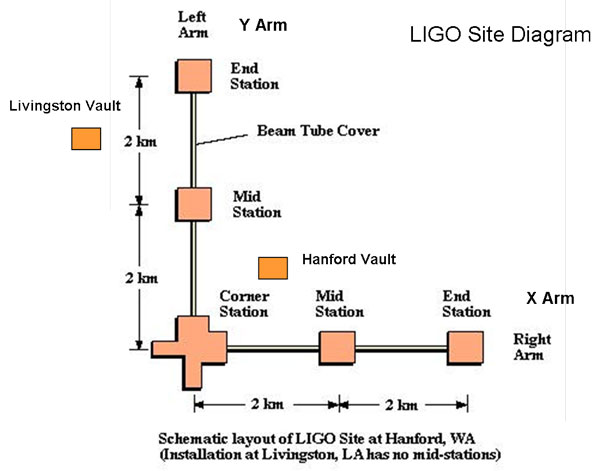 LIGO Site Diagram
Left
Arm
Y Arm
End
Station
Livingston Vault
Beam Tube Cover
2 km
Mid
Station
2 km
Hanford Vault
Corner
Station
Mid
Station
End
Station
X Arm
Right
Arm
2 km
2 km
Schematic layout of LIGO Site at Hanford, WA
(Installation at Livingston, LA has no mid-stations)